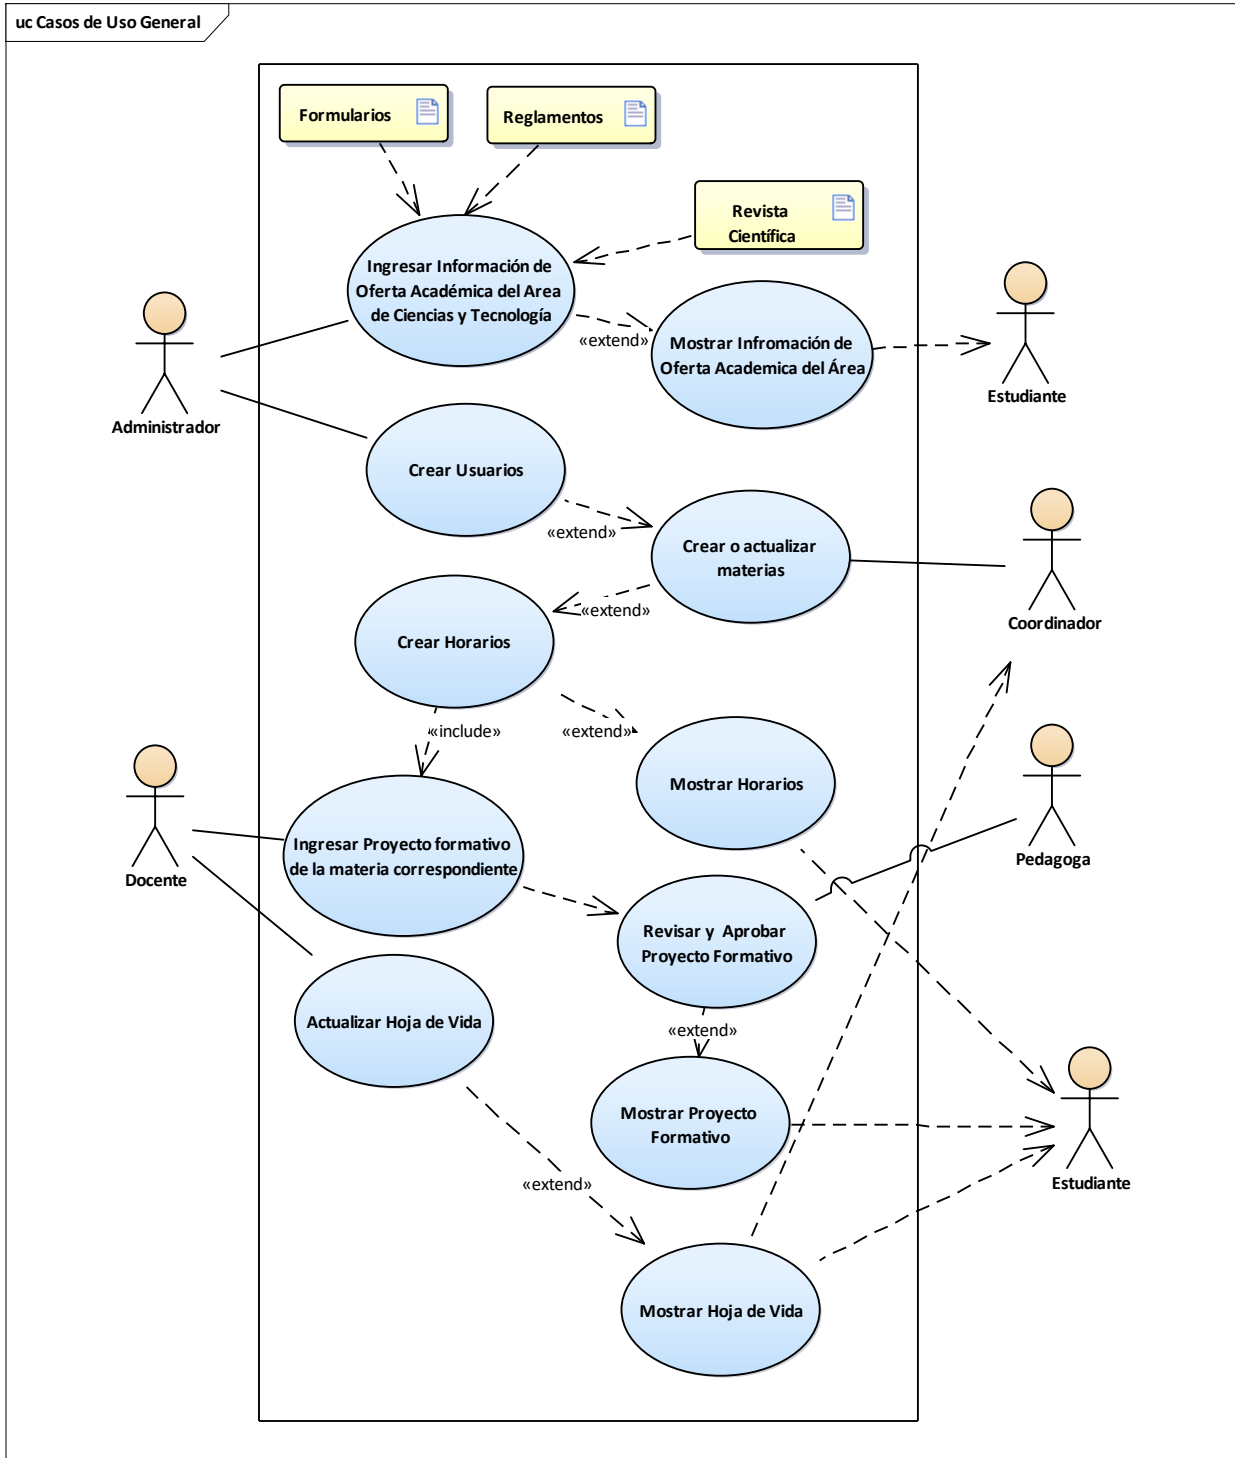 uc Casos de Uso General
Formularios
Reglamentos
Revista
Científica
Ingresar Información de
Oferta Académica del Area
de Ciencias y Tecnología
«extend»
Mostrar Infromación de
Oferta Academica del Área
Estudiante
Administrador
Crear Usuarios
«extend»
Crear o actualizar
materias
Coordinador
«extend»
Crear Horarios
«include»
«extend»
Mostrar Horarios
Docente
Ingresar Proyecto formativo
de la materia correspondiente
Pedagoga
Revisar y  Aprobar
Proyecto Formativo
Actualizar Hoja de Vida
«extend»
Mostrar Proyecto
Formativo
Estudiante
«extend»
Mostrar Hoja de Vida